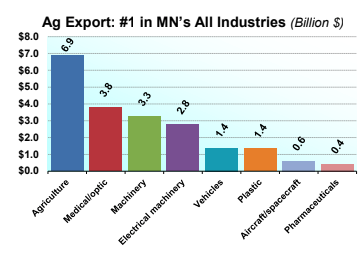 Ag Export: #1 in MN's All Industries (Billion $)
$8.0
$7.0
$6.0
$5.0
$4.0
$3.0
$2.0
$1.0
$0.0
6.9
3.8
3.3
2.8
1.4
1.4
0.6
0.4
Agriculture
Medical/optic
Machinery
Electrical machinery
Vehicles
Plastic
Aircraft/spacecraft
Pharmaceuticals